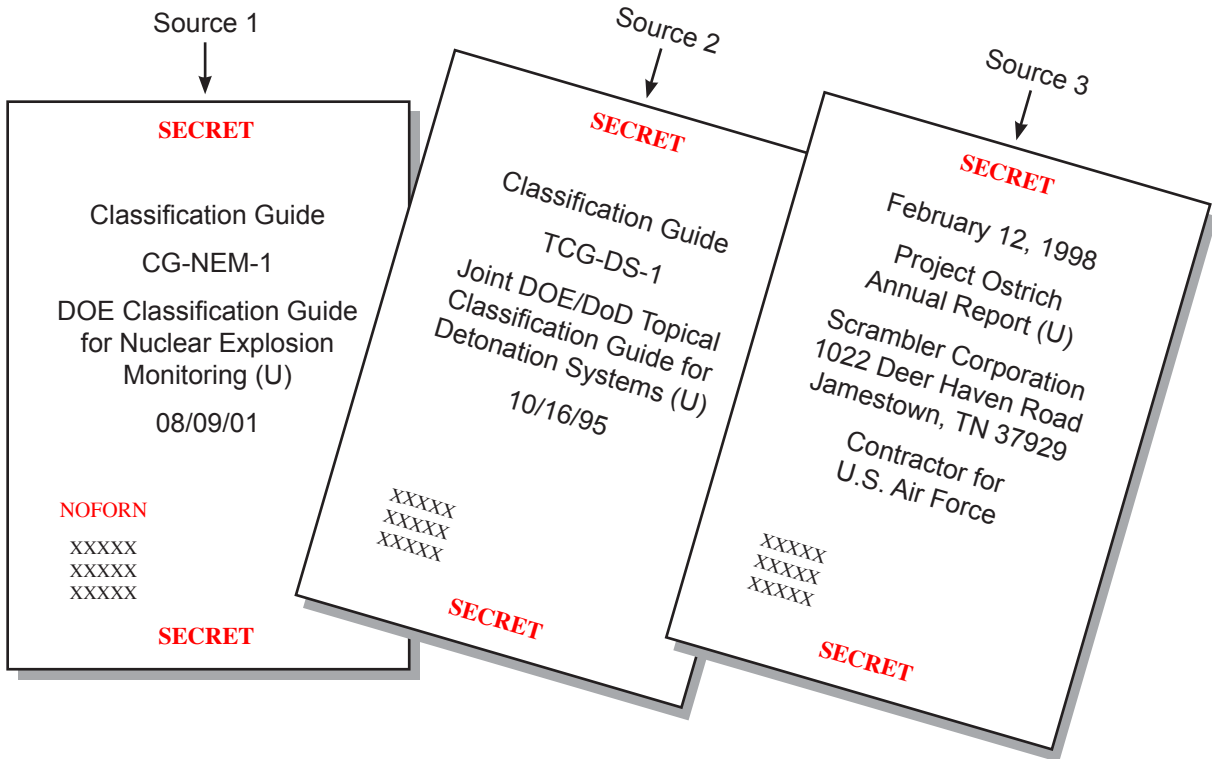 Source 1
SECRET
Classification Guide
CG-NEM-1
DOE Classification Guide
for Nuclear Explosion
Monitoring (U)
08/09/01
NOFORN
XXXXX
XXXXX
XXXXX
SECRET
Source 2
SECRET
Classification Guide
TCG-DS-1
Joint DOE/DoD Topical
Classification Guide for
Detonation Systems (U)
10/16/95
XXXXX
XXXXX
XXXXX
SECRET
Source 3
SECRET
February 12, 1998
Project Ostrich
Annual Report (U)
Scrambler Corporation
1022 Deer Haven Road
Jamestown, TN 37929
Contractor for
U.S. Air Force
XXXXX
XXXXX
XXXXX
SECRET